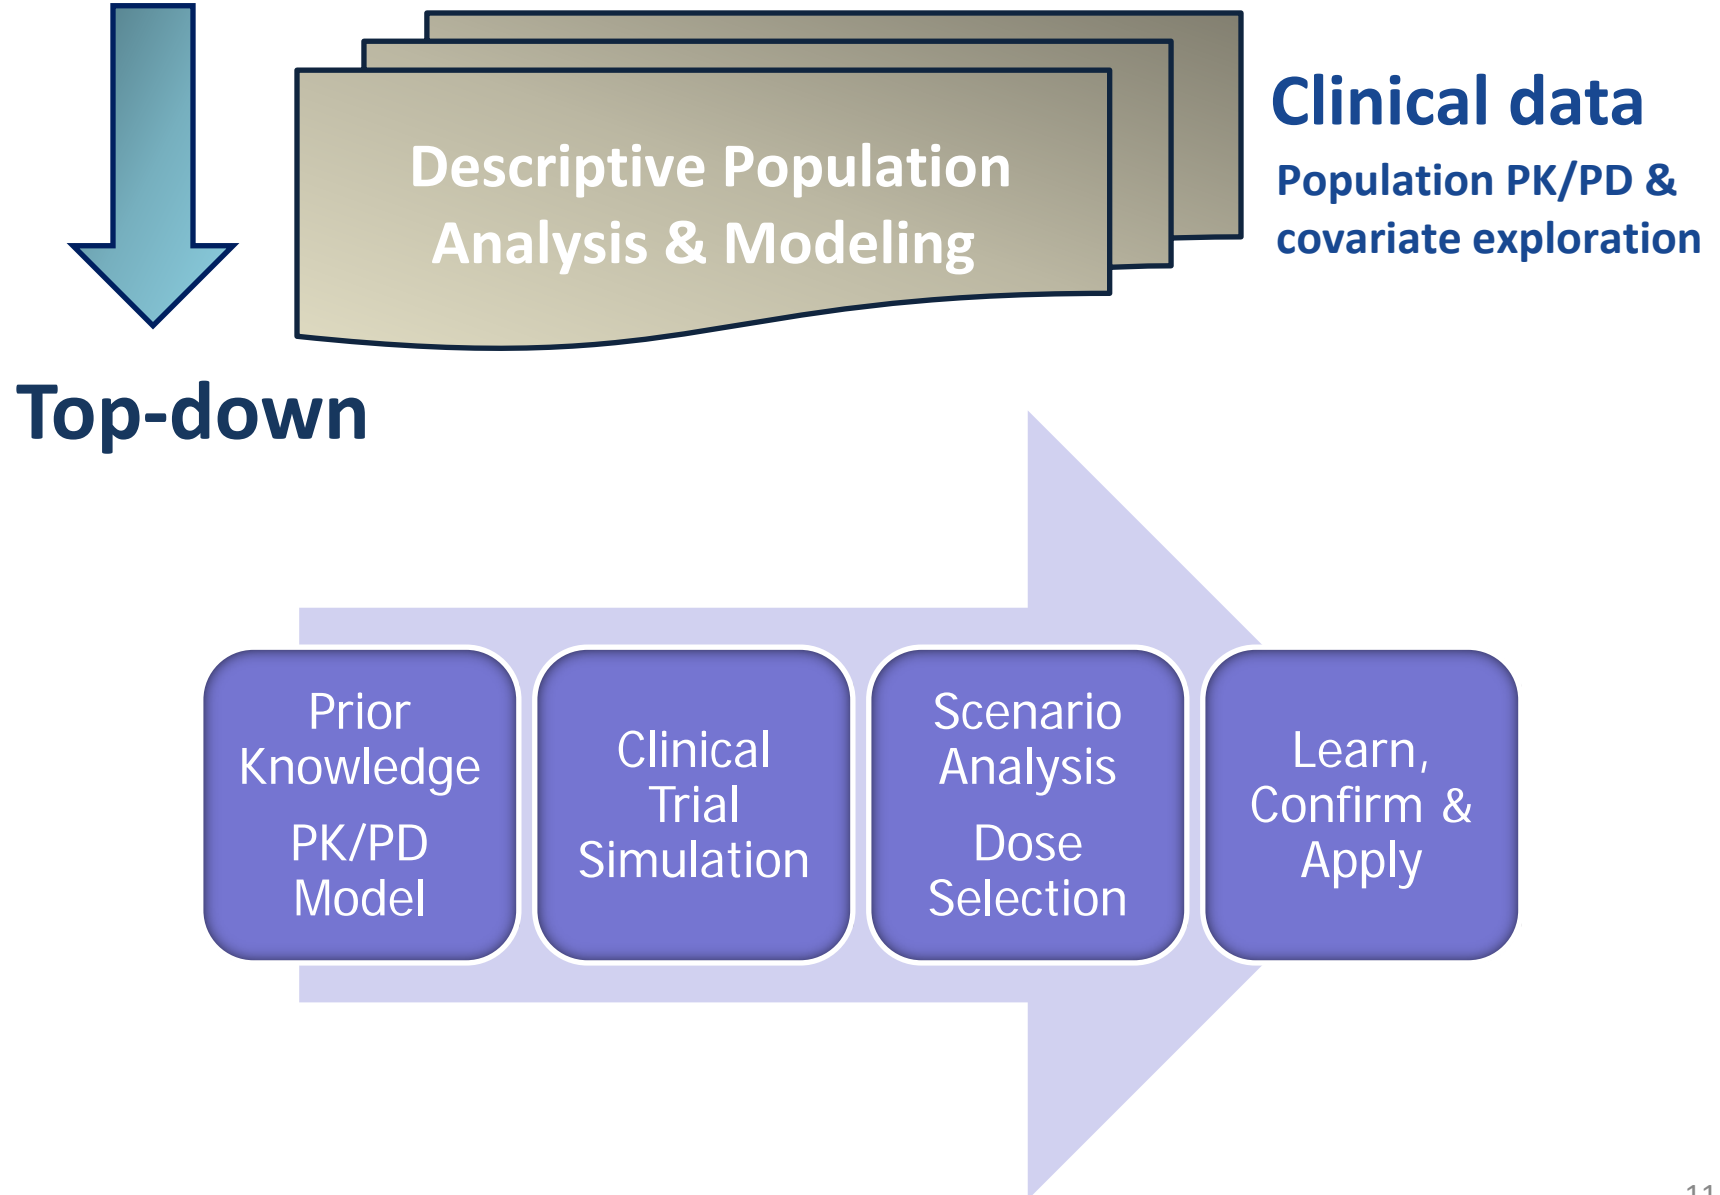 Descriptive Population
Analysis & Modeling
Clinical data
Population PK/PD &
covariate exploration
Top-down
Prior
Knowledge
PK/PD
Model
Clinical
Trial
Simulation
Scenario
Analysis
Dose
Selection
Learn,
Confirm &
Apply
11